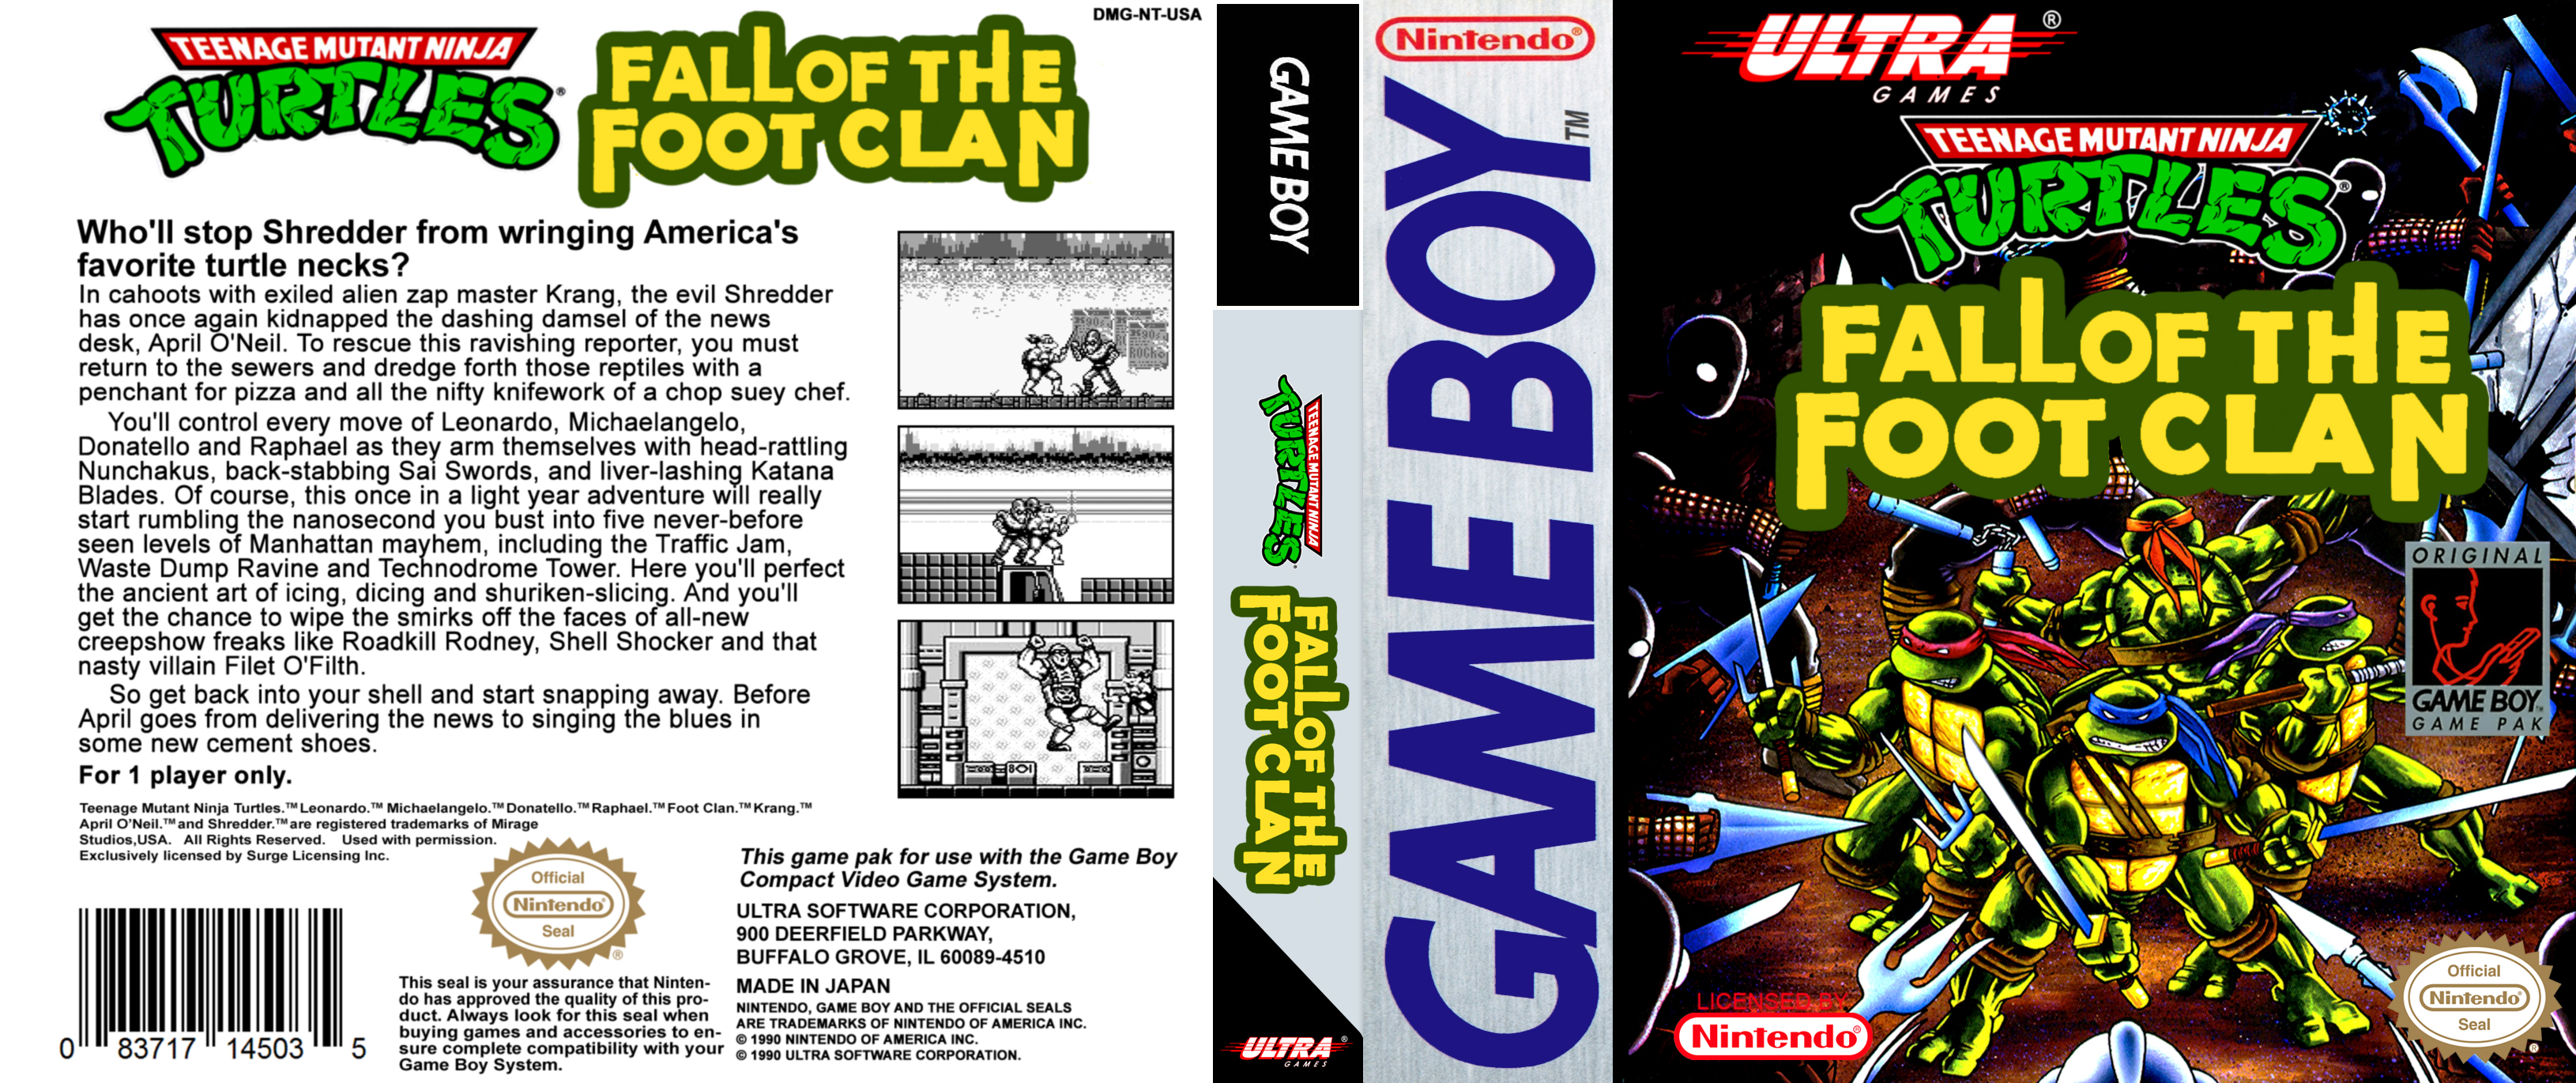 DMG-NT-USA
TEENAGE MUTANT NINJA
TURTLES®
FALL OF THE
FOOT CLAN
Who'll stop Shredder from wringing America's
favorite turtle necks?
In cahoots with exiled alien zap master Krang, the evil Shredder
has once again kidnapped the dashing damsel of the news
desk, April O'Neil. To rescue this ravishing reporter, you must
return to the sewers and dredge forth those reptiles with a
penchant for pizza and all the nifty knifework of a chop suey chef.
You'll control every move of Leonardo, Michaelangelo,
Donatello and Raphael as they arm themselves with head-rattling
Nunchakus, back-stabbing Sai Swords, and liver-lashing Katana
Blades. Of course, this once in a light year adventure will really
start rumbling the nanosecond you bust into five never-before
seen levels of Manhattan mayhem, including the Traffic Jam,
Waste Dump Ravine and Technodrome Tower. Here you'll perfect
the ancient art of icing, dicing and shuriken-slicing. And you'll
get the chance to wipe the smirks off the faces of all-new
creepshow freaks like Roadkill Rodney, Shell Shocker and that
nasty villain Filet O'Filth.
So get back into your shell and start snapping away. Before
April goes from delivering the news to singing the blues in
some new cement shoes.
For 1 player only.
Teenage Mutant Ninja Turtles.™ Leonardo.™ Michaelangelo.™ Donatello.™ Raphael.™ Foot Clan.™ Krang.™
April O'Neil.™ and Shredder.™ are registered trademarks of Mirage
Studios,USA. All Rights Reserved. Used with permission.
Exclusively licensed by Surge Licensing Inc.
0 83717 14503 5
Official
Nintendo®
Seal
®
This seal is your assurance that Ninten-
do has approved the quality of this pro-
duct. Always look for this seal when
buying games and accessories to en-
sure complete compatibility with your
Game Boy System.
This game pak for use with the Game Boy
Compact Video Game System.
ULTRA SOFTWARE CORPORATION,
900 DEERFIELD PARKWAY,
BUFFALO GROVE, IL 60089-4510
MADE IN JAPAN
NINTENDO, GAME BOY AND THE OFFICIAL SEALS
ARE TRADEMARKS OF NINTENDO OF AMERICA INC.
© 1990 NINTENDO OF AMERICA INC.
© 1990 ULTRA SOFTWARE CORPORATION.
GAME BOY
TEENAGE MUTANT NINJA
TURTLES
FALL OF THE
FOOT CLAN
ULTRA®
GAMES
Nintendo®
GAME BOY™
ULTRA®
GAMES
TEENAGE MUTANT NINJA
TURTLES®
FALL OF THE
FOOT CLAN
ORIGINAL
GAME BOY™
GAME PAK
LICENSED BY
Nintendo®
Official
Nintendo®
Seal
®